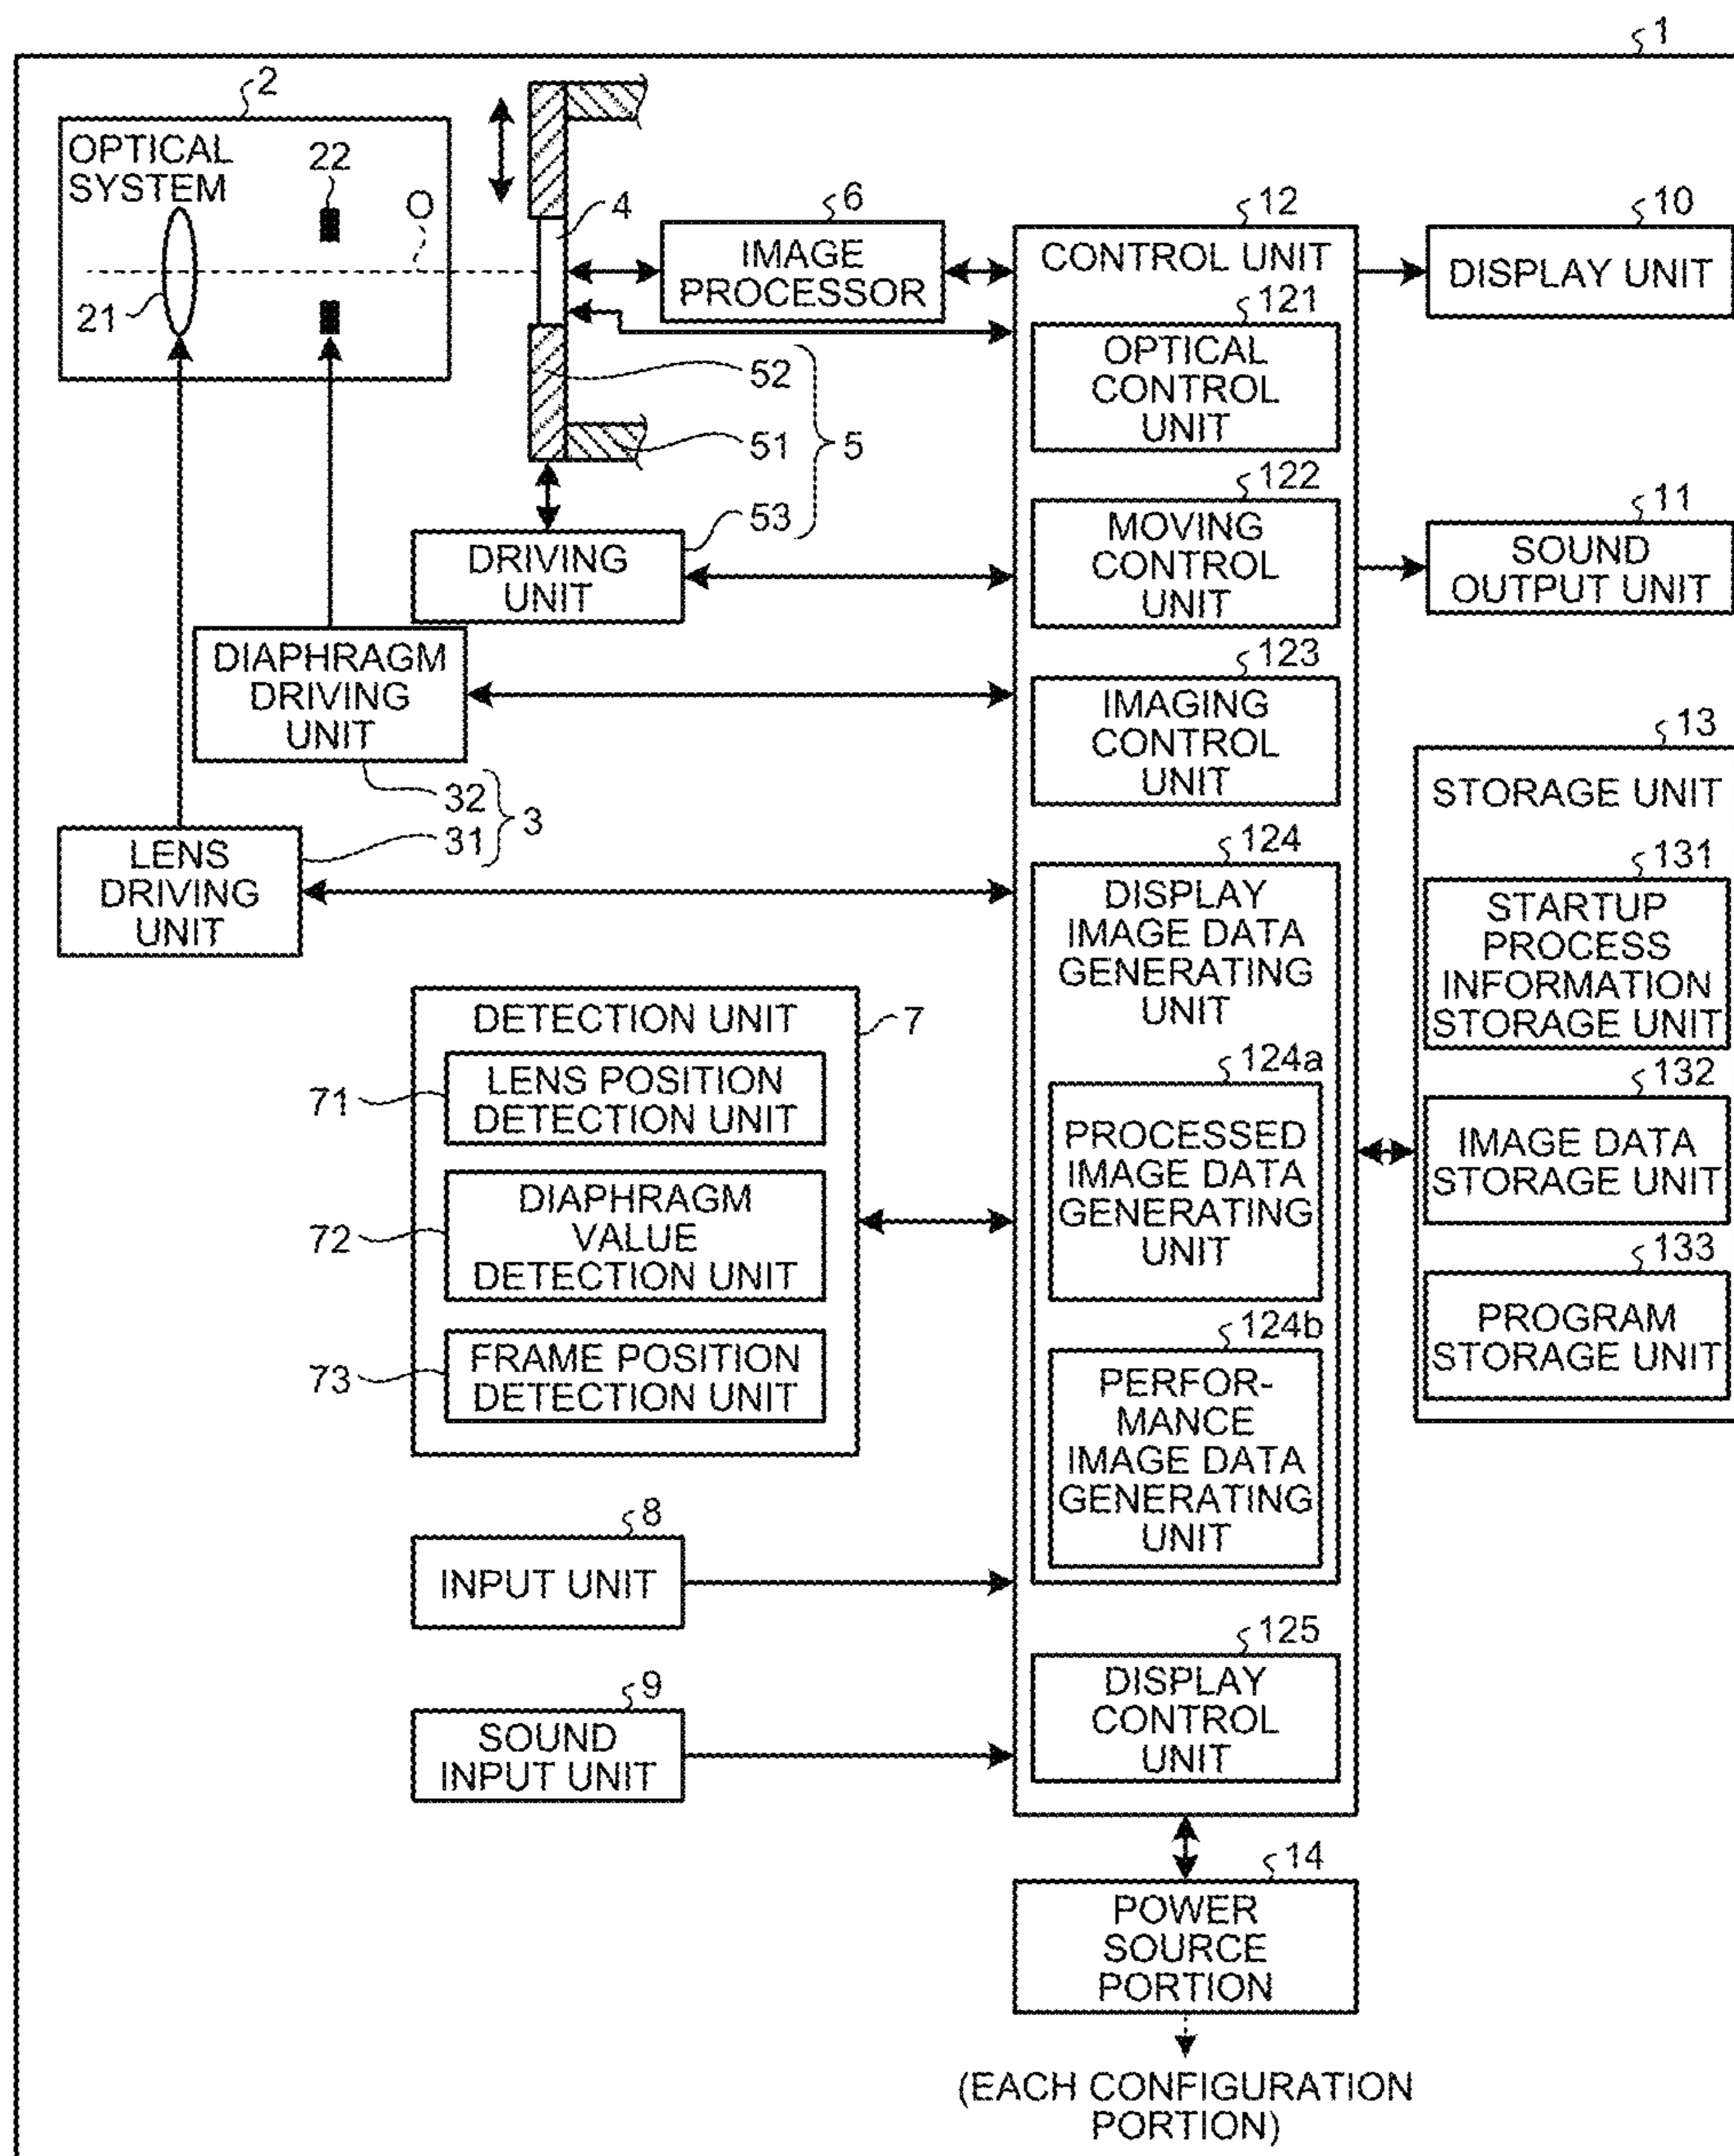 1
2
OPTICAL
SYSTEM
22
O
21
4
6
IMAGE
PROCESSOR
52
51
5
53
DRIVING
UNIT
DIAPHRAGM
DRIVING
UNIT
32
31
3
LENS
DRIVING
UNIT
DETECTION UNIT
7
71
LENS POSITION
DETECTION UNIT
72
DIAPHRAGM
VALUE
DETECTION UNIT
73
FRAME POSITION
DETECTION UNIT
8
INPUT UNIT
9
SOUND
INPUT UNIT
12
CONTROL UNIT
121
OPTICAL
CONTROL
UNIT
122
MOVING
CONTROL
UNIT
123
IMAGING
CONTROL
UNIT
124
DISPLAY
IMAGE DATA
GENERATING
UNIT
124a
PROCESSED
IMAGE DATA
GENERATING
UNIT
124b
PERFOR-
MANCE
IMAGE DATA
GENERATING
UNIT
125
DISPLAY
CONTROL
UNIT
14
POWER
SOURCE
PORTION
(EACH CONFIGURATION
PORTION)
10
DISPLAY UNIT
11
SOUND
OUTPUT UNIT
13
STORAGE UNIT
131
STARTUP
PROCESS
INFORMATION
STORAGE UNIT
132
IMAGE DATA
STORAGE UNIT
133
PROGRAM
STORAGE UNIT